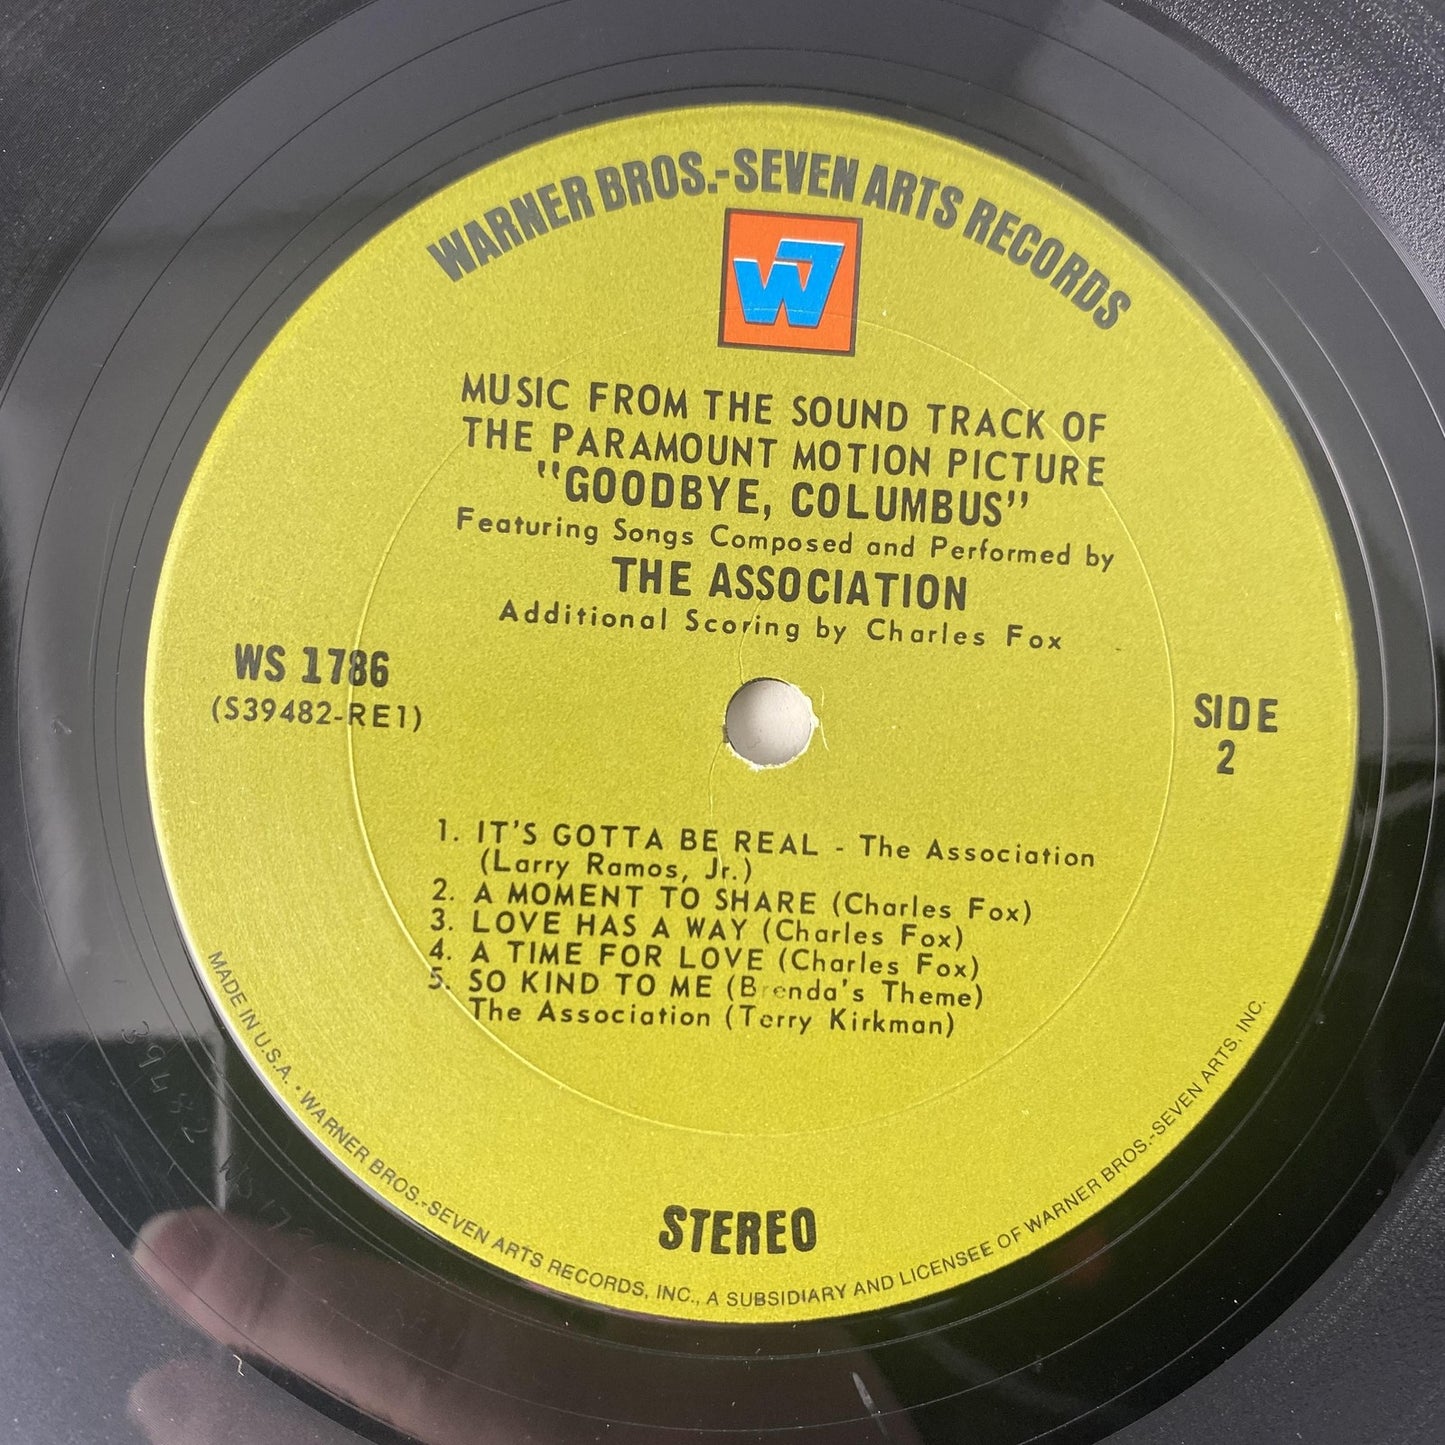 WARNER BROS.-SEVEN ARTS RECORDS
W7
MUSIC FROM THE SOUND TRACK OF
THE PARAMOUNT MOTION PICTURE
"GOODBYE, COLUMBUS"
Featuring Songs Composed and Performed by
THE ASSOCIATION
Additional Scoring by Charles Fox
WS 1786
(S39482-RE1)
SIDE
2
1. IT'S GOTTA BE REAL - The Association
(Larry Ramos, Jr.)
2. A MOMENT TO SHARE (Charles Fox)
3. LOVE HAS A WAY (Charles Fox)
4. A TIME FOR LOVE (Charles Fox)
5. SO KIND TO ME (Brenda's Theme)
The Association (Terry Kirkman)
STEREO
MADE IN U.S.A. • WARNER BROS.-SEVEN ARTS RECORDS, INC., A SUBSIDIARY AND LICENSEE OF WARNER BROS.-SEVEN ARTS, INC.
39482